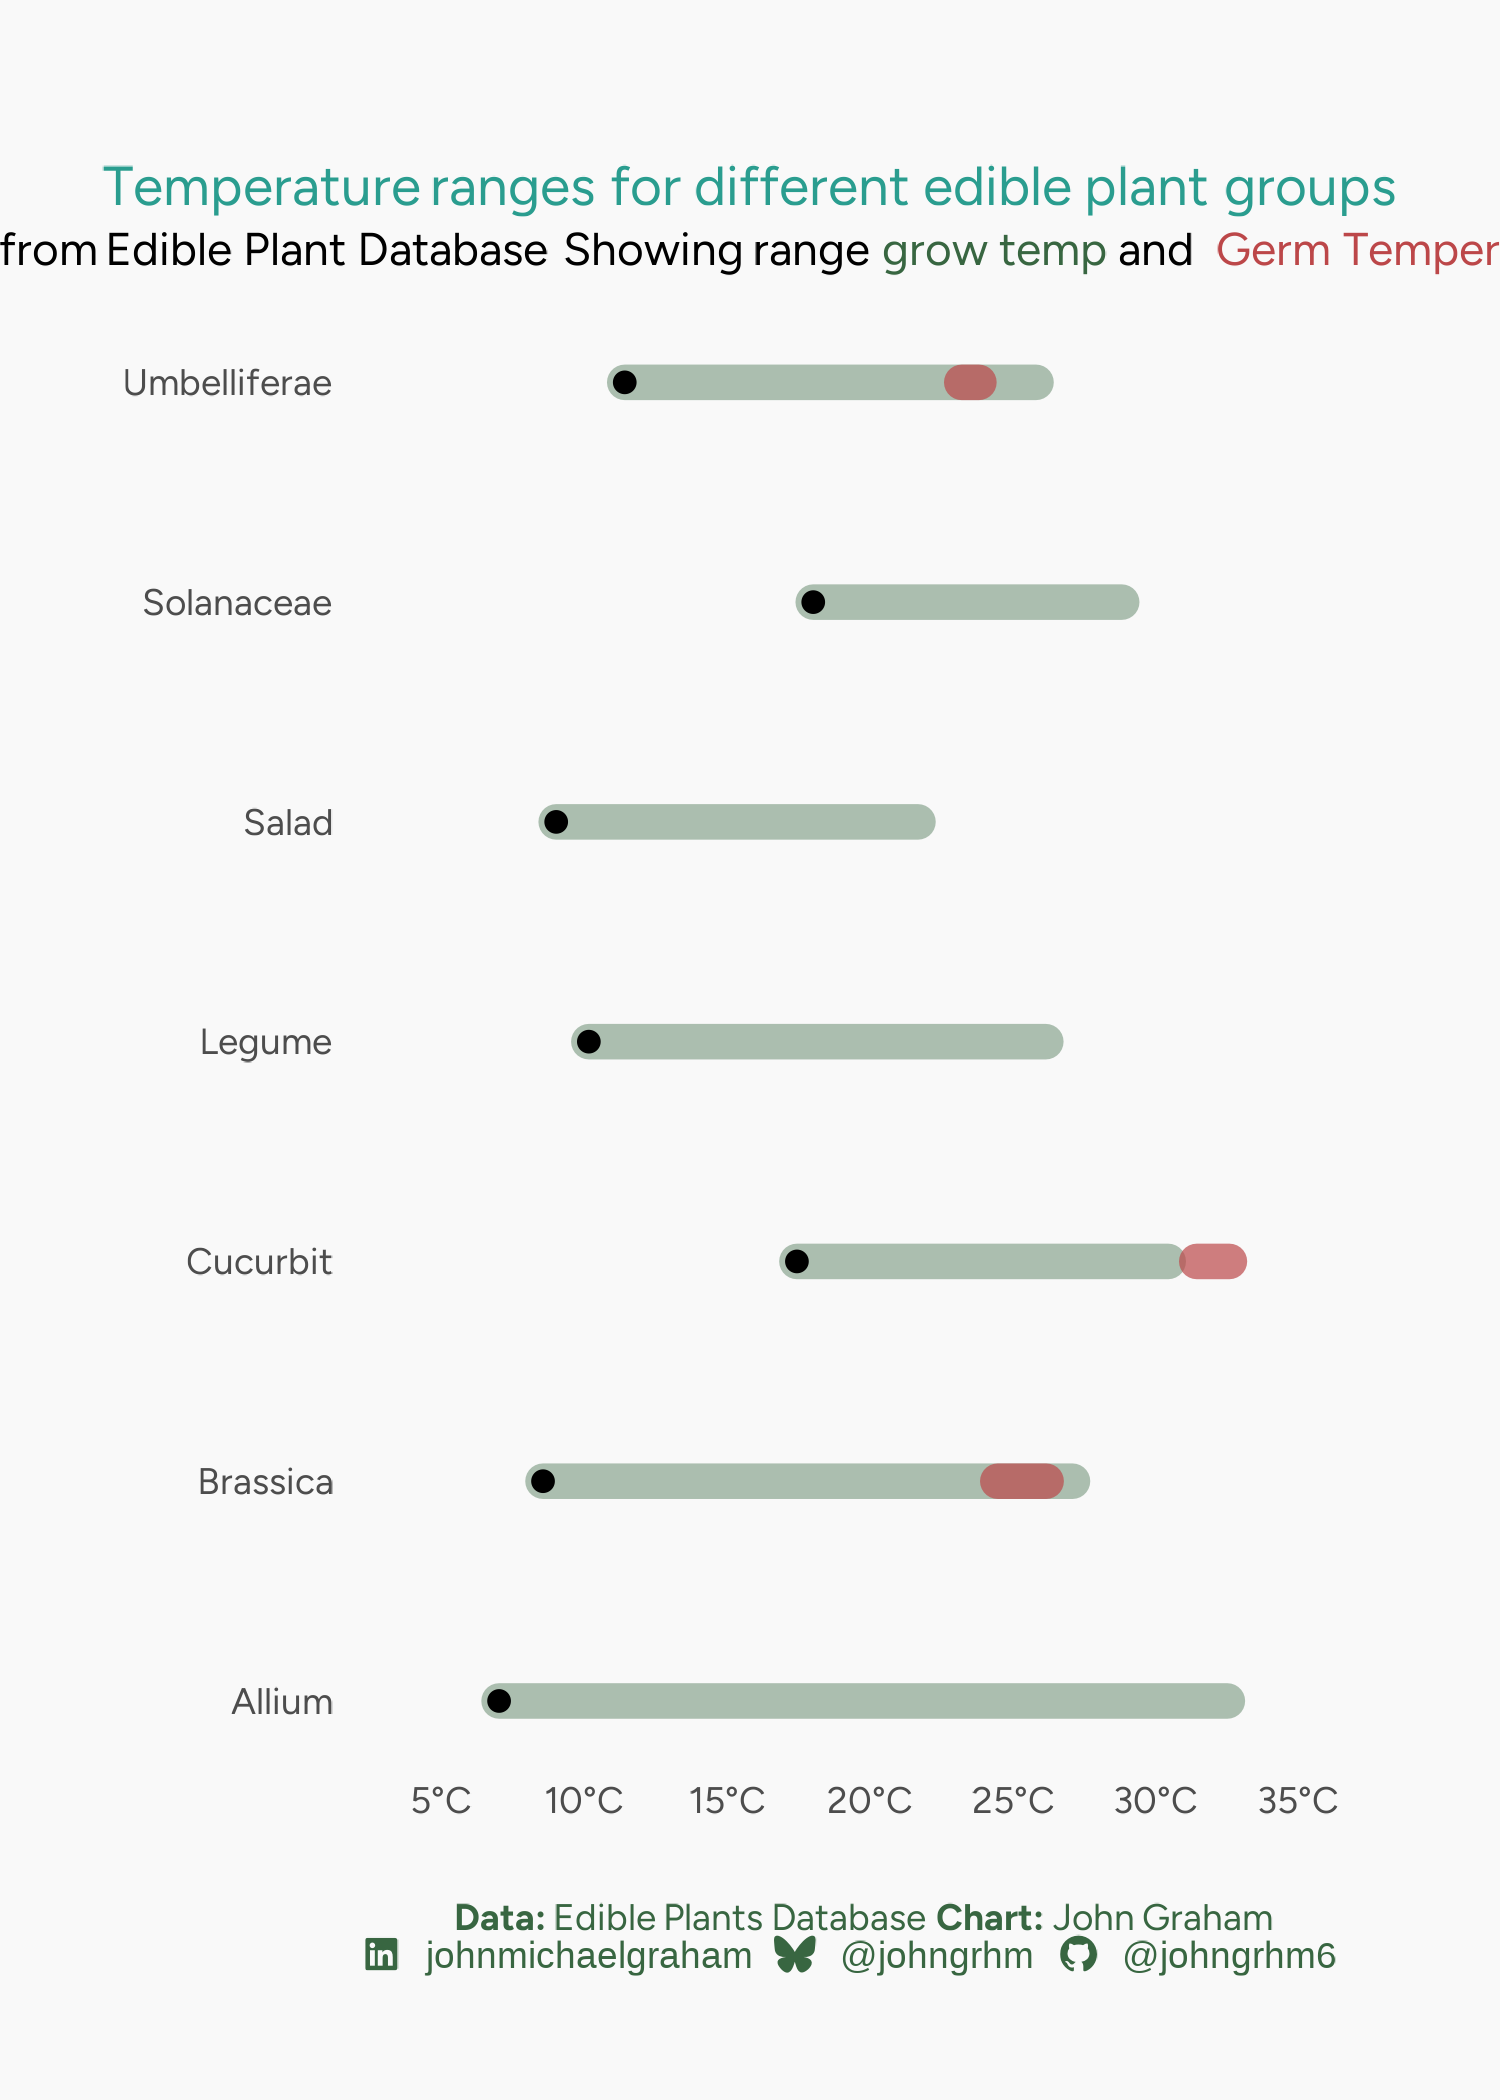 Temperature ranges for different edible plant groups
from Edible Plant Database Showing range grow temp and Germ Temper
Umbelliferae
Solanaceae
Salad
Legume
Cucurbit
Brassica
Allium
5°C 10°C 15°C 20°C 25°C 30°C 35°C
Data: Edible Plants Database Chart: John Graham
in johnmichaelgraham @johngrhm @johngrhm6